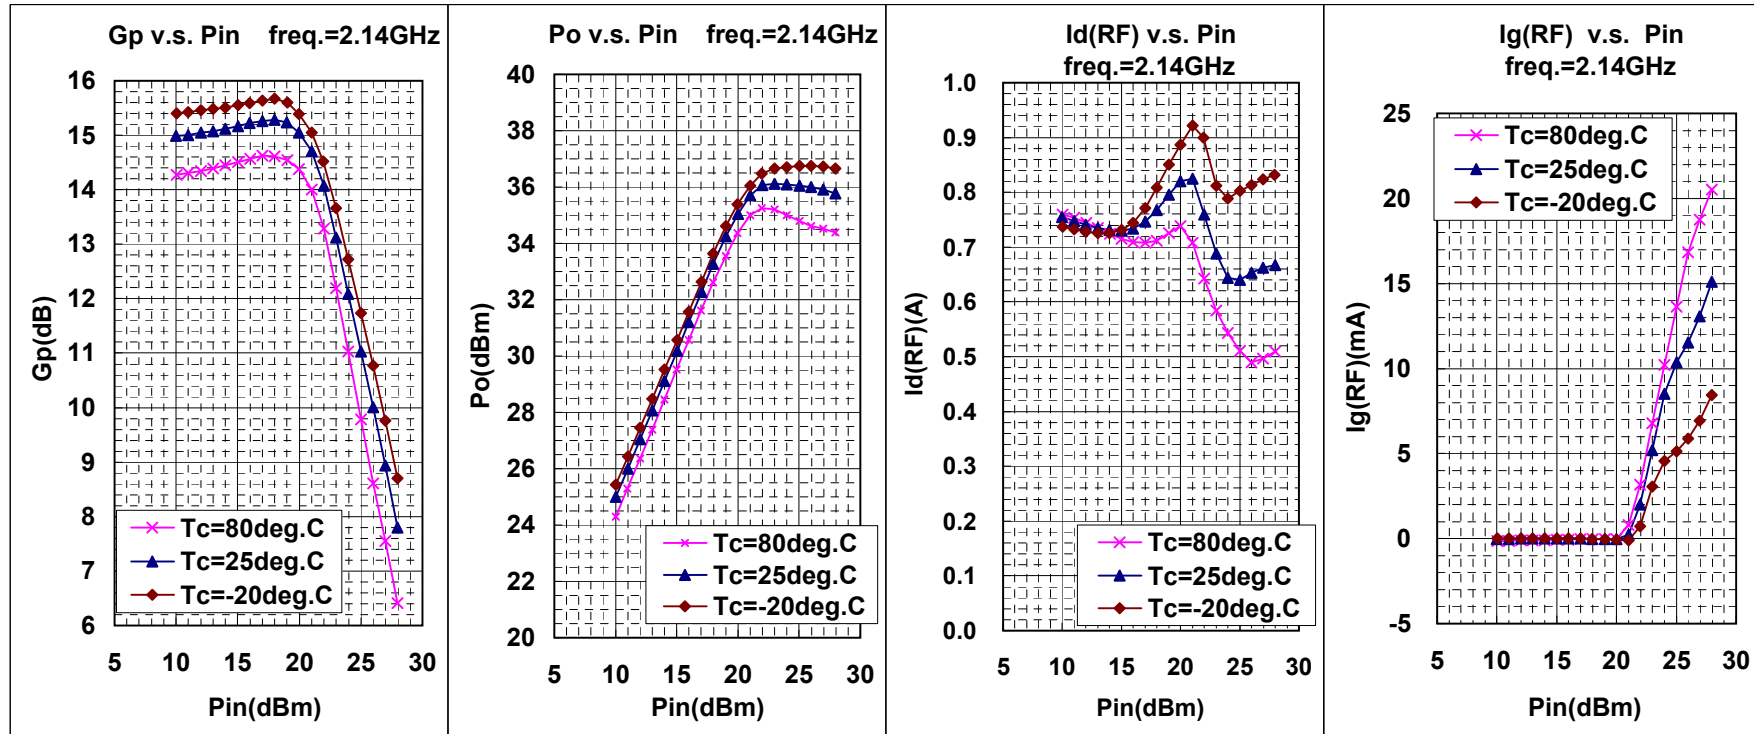 Gp v.s. Pin freq.=2.14GHz
16
15
14
13
12
11
10
9
8
7
6
Gp(dB)
Tc=80deg.C
Tc=25deg.C
Tc=-20deg.C
5 10 15 20 25 30
Pin(dBm)
Po v.s. Pin freq.=2.14GHz
40
38
36
34
32
30
28
26
24
22
20
Po(dBm)
Tc=80deg.C
Tc=25deg.C
Tc=-20deg.C
5 10 15 20 25 30
Pin(dBm)
Id(RF) v.s. Pin
freq.=2.14GHz
1.0
0.9
0.8
0.7
0.6
0.5
0.4
0.3
0.2
0.1
0.0
Id(RF)(A)
Tc=80deg.C
Tc=25deg.C
Tc=-20deg.C
5 10 15 20 25 30
Pin(dBm)
Ig(RF) v.s. Pin
freq.=2.14GHz
25
20
15
10
5
0
-5
Ig(RF)(mA)
Tc=80deg.C
Tc=25deg.C
Tc=-20deg.C
5 10 15 20 25 30
Pin(dBm)